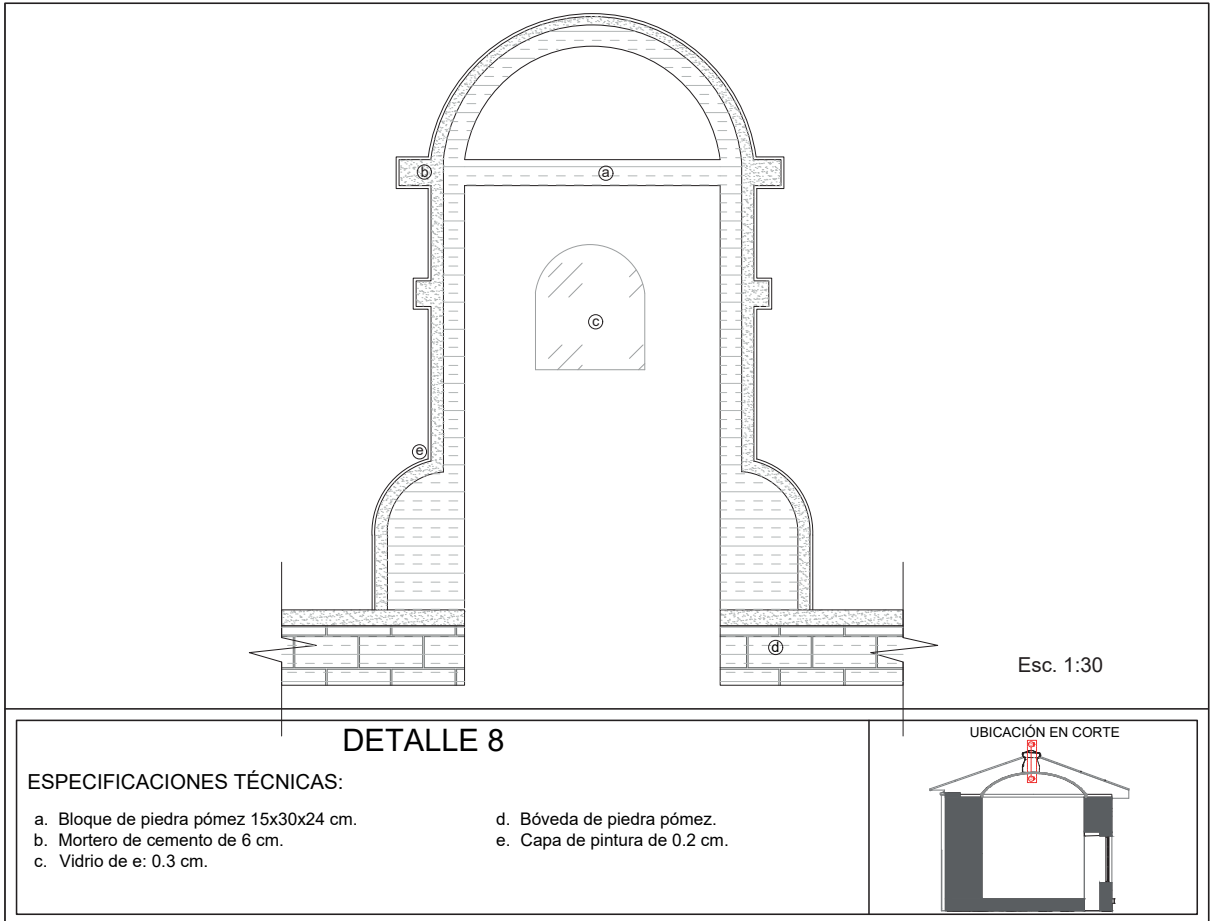 b
a
c
e
d
Esc. 1:30
DETALLE 8
UBICACIÓN EN CORTE
ESPECIFICACIONES TÉCNICAS:
a. Bloque de piedra pómez 15x30x24 cm.
b. Mortero de cemento de 6 cm.
c. Vidrio de e: 0.3 cm.
d. Bóveda de piedra pómez.
e. Capa de pintura de 0.2 cm.